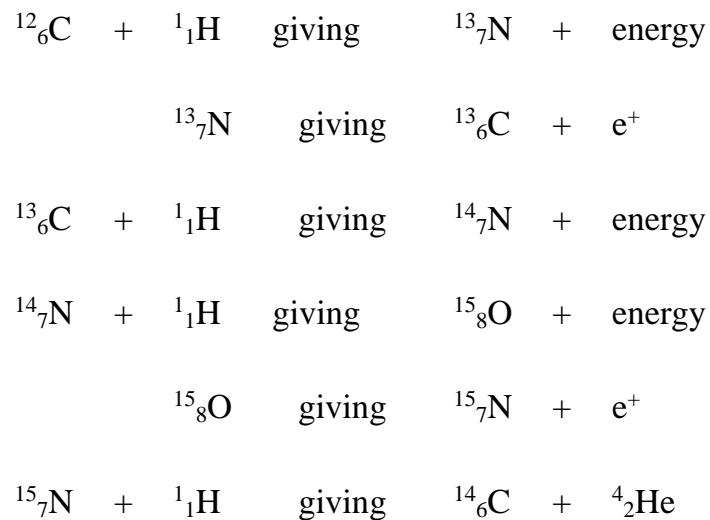 ¹²₆C + ¹₁H giving ¹³₇N + energy
¹³₇N giving ¹³₆C + e⁺
¹³₆C + ¹₁H giving ¹⁴₇N + energy
¹⁴₇N + ¹₁H giving ¹⁵₈O + energy
¹⁵₈O giving ¹⁵₇N + e⁺
¹⁵₇N + ¹₁H giving ¹⁴₆C + ⁴₂He